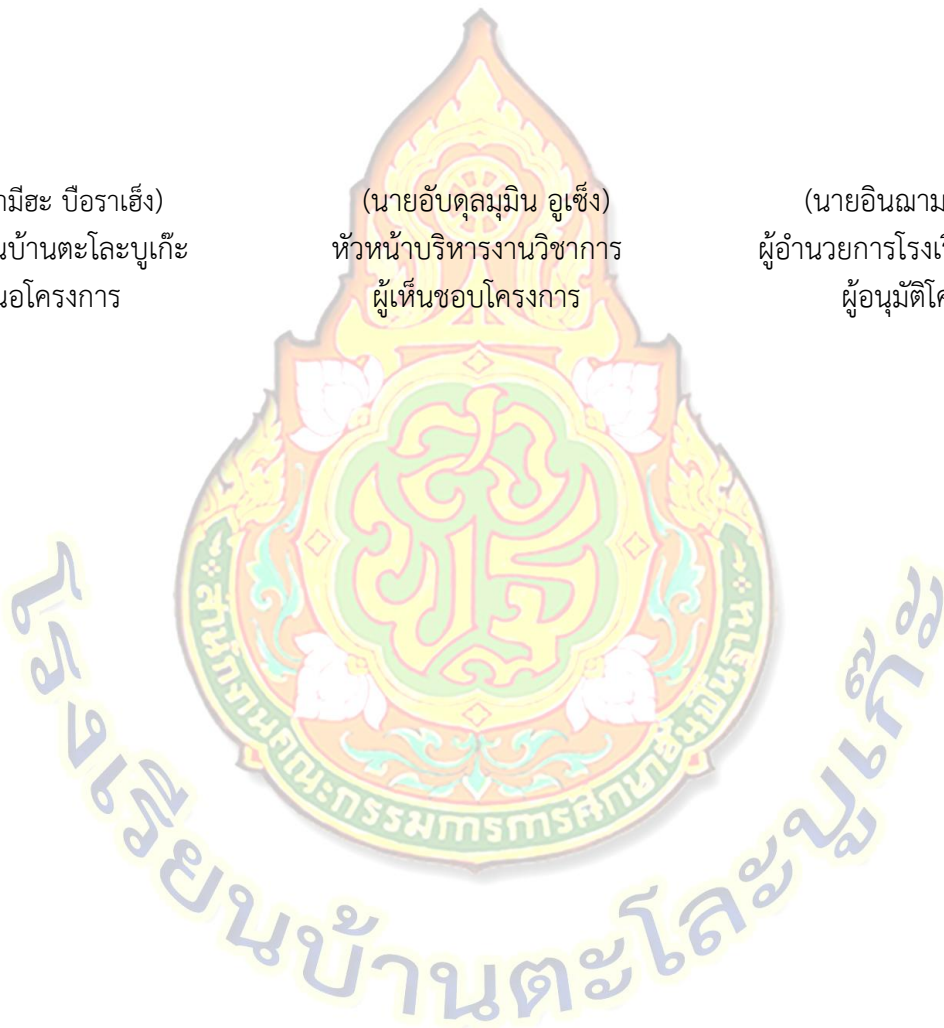 ามีฮะ บือราเฮ็ง)
นบ้านตะโละบูเก๊ะ
นอโครงการ
(นายอับดุลมุมิน อูเซ็ง)
หัวหน้าบริหารงานวิชาการ
ผู้เห็นชอบโครงการ
(นายอินณาม
ผู้อำนวยการโรงเรี
ผู้อนุมัติโค
สำนักงานคณะกรรมการการศึกษาขั้นพื้นฐาน
โรงเรียนบ้านตะโละบูเก๊ะ